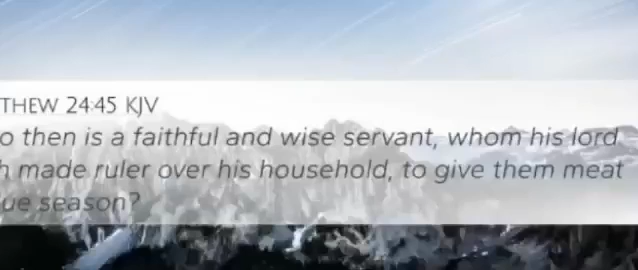 THEW 24:45 KJV
o then is a faithful and wise servant, whom his lord
h made ruler over his household, to give them meat
ue season?